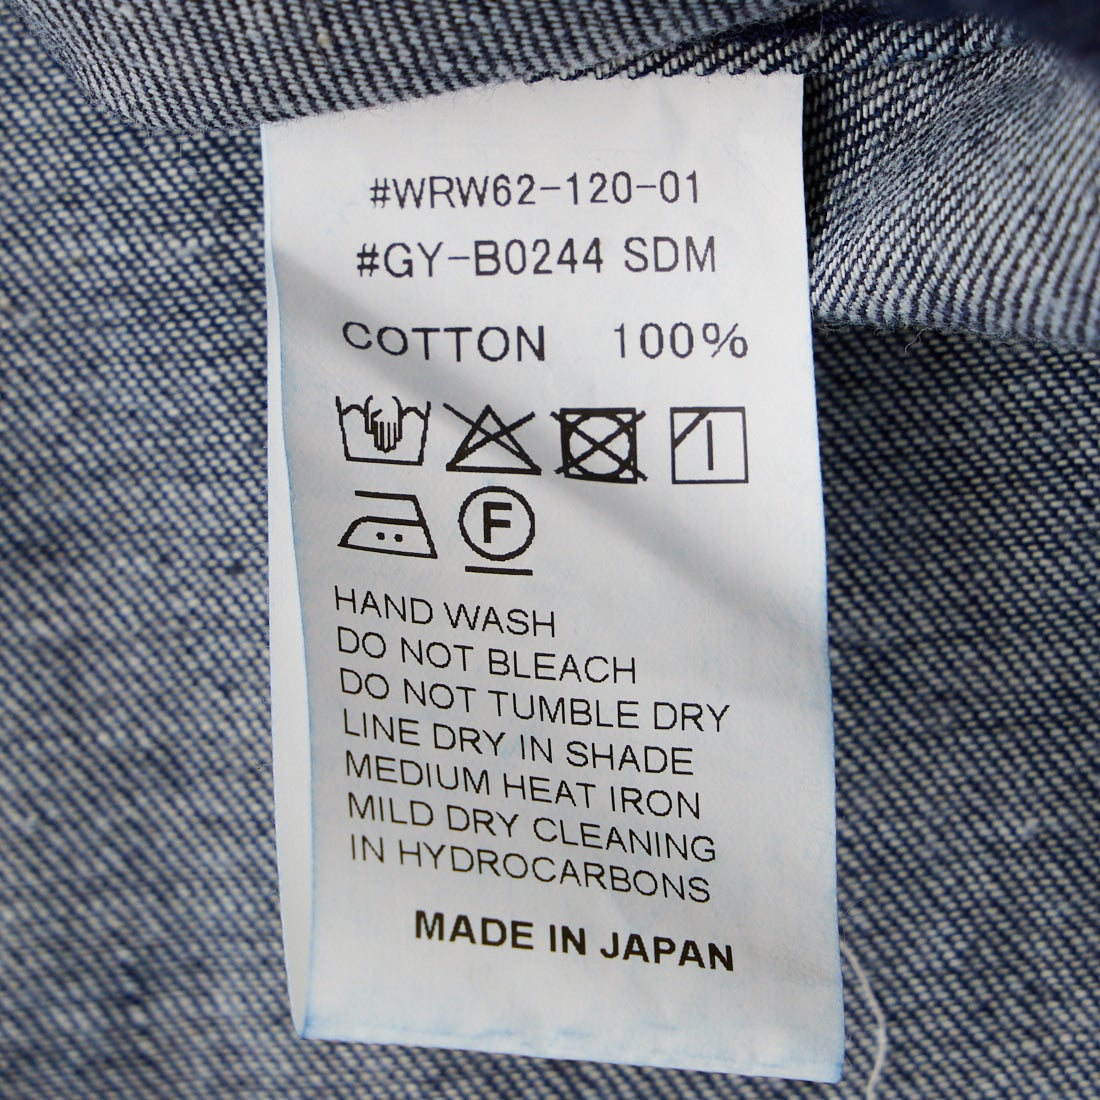 #WRW62-120-01
#GY-B0244 SDM
COTTON 100%
F
HAND WASH
DO NOT BLEACH
DO NOT TUMBLE DRY
LINE DRY IN SHADE
MEDIUM HEAT IRON
MILD DRY CLEANING
IN HYDROCARBONS
MADE IN JAPAN